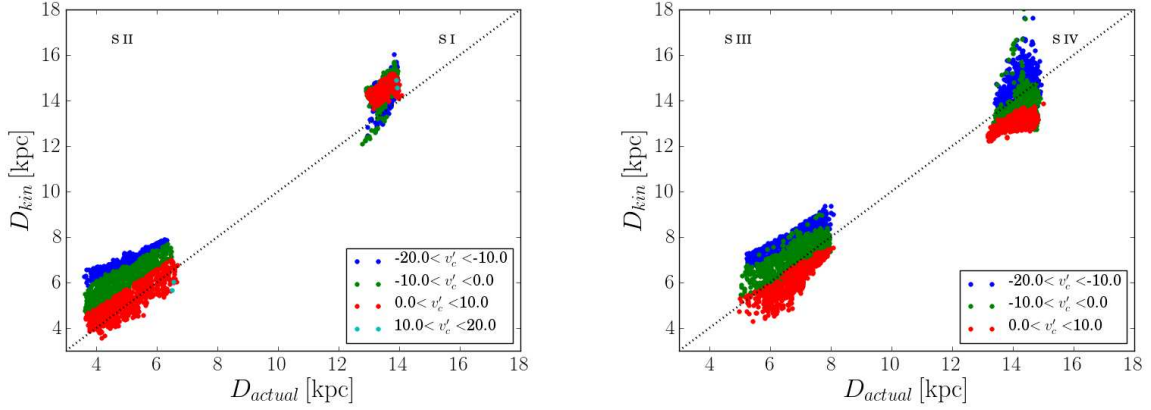 18
16
14
12
10
8
6
4
D_kin [kpc]
S II
S I
-20.0< v′_c <-10.0
-10.0< v′_c <0.0
0.0< v′_c <10.0
10.0< v′_c <20.0
4 6 8 10 12 14 16 18
D_actual [kpc]
18
16
14
12
10
8
6
4
D_kin [kpc]
S III
S IV
-20.0< v′_c <-10.0
-10.0< v′_c <0.0
0.0< v′_c <10.0
4 6 8 10 12 14 16 18
D_actual [kpc]